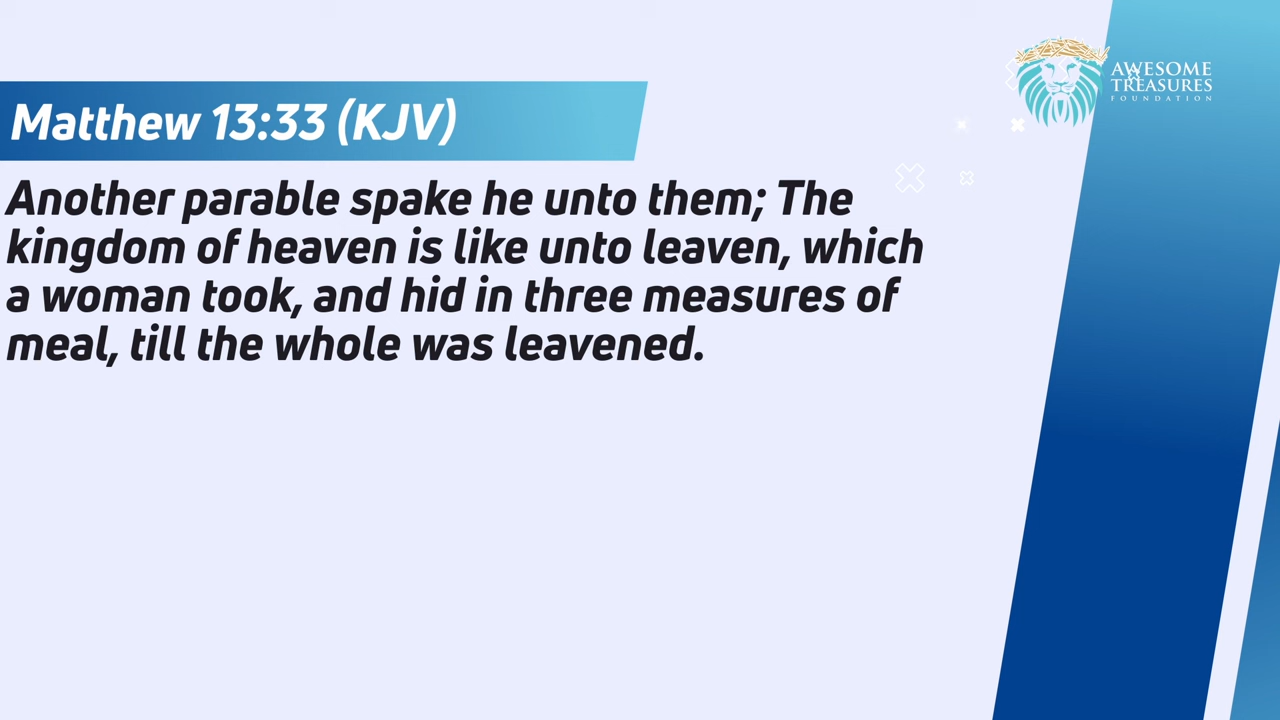 AWESOME
TREASURES
FOUNDATION
Matthew 13:33 (KJV)
Another parable spake he unto them; The
kingdom of heaven is like unto leaven, which
a woman took, and hid in three measures of
meal, till the whole was leavened.